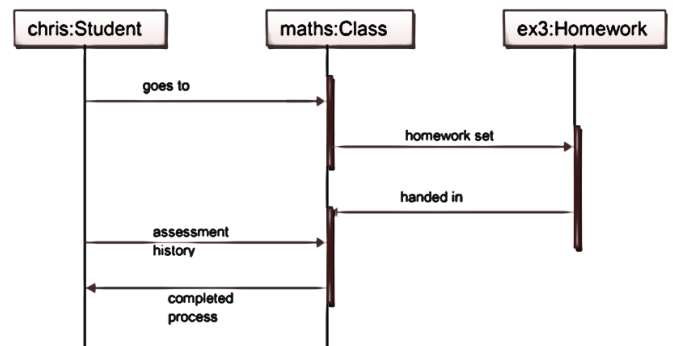 chris:Student
maths:Class
ex3:Homework
goes to
homework set
handed in
assessment
history
completed
process